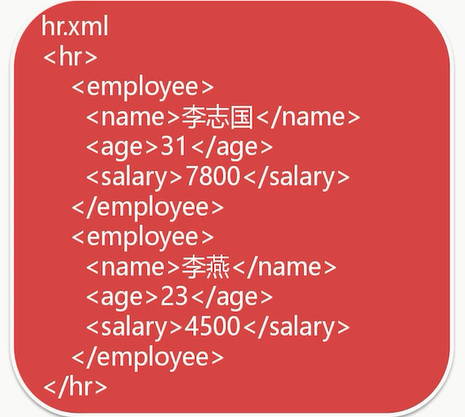 hr.xml
<hr>
<employee>
<name>李志国</name>
<age>31</age>
<salary>7800</salary>
</employee>
<employee>
<name>李燕</name>
<age>23</age>
<salary>4500</salary>
</employee>
</hr>